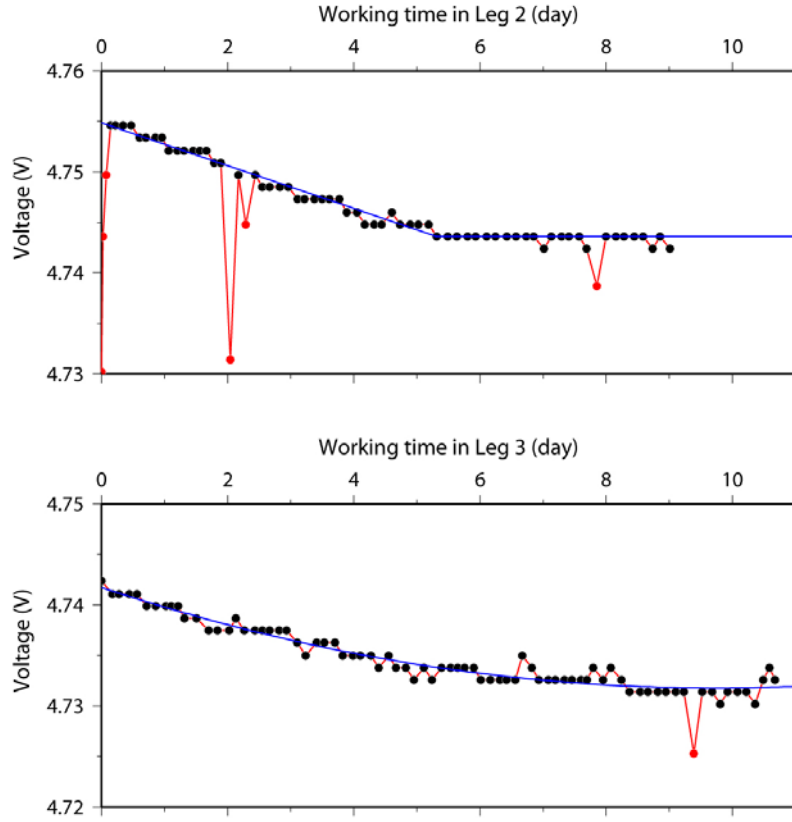 Working time in Leg 2 (day)
0 2 4 6 8 10
4.76
4.75
4.74
4.73
Voltage (V)
Working time in Leg 3 (day)
0 2 4 6 8 10
4.75
4.74
4.73
4.72
Voltage (V)